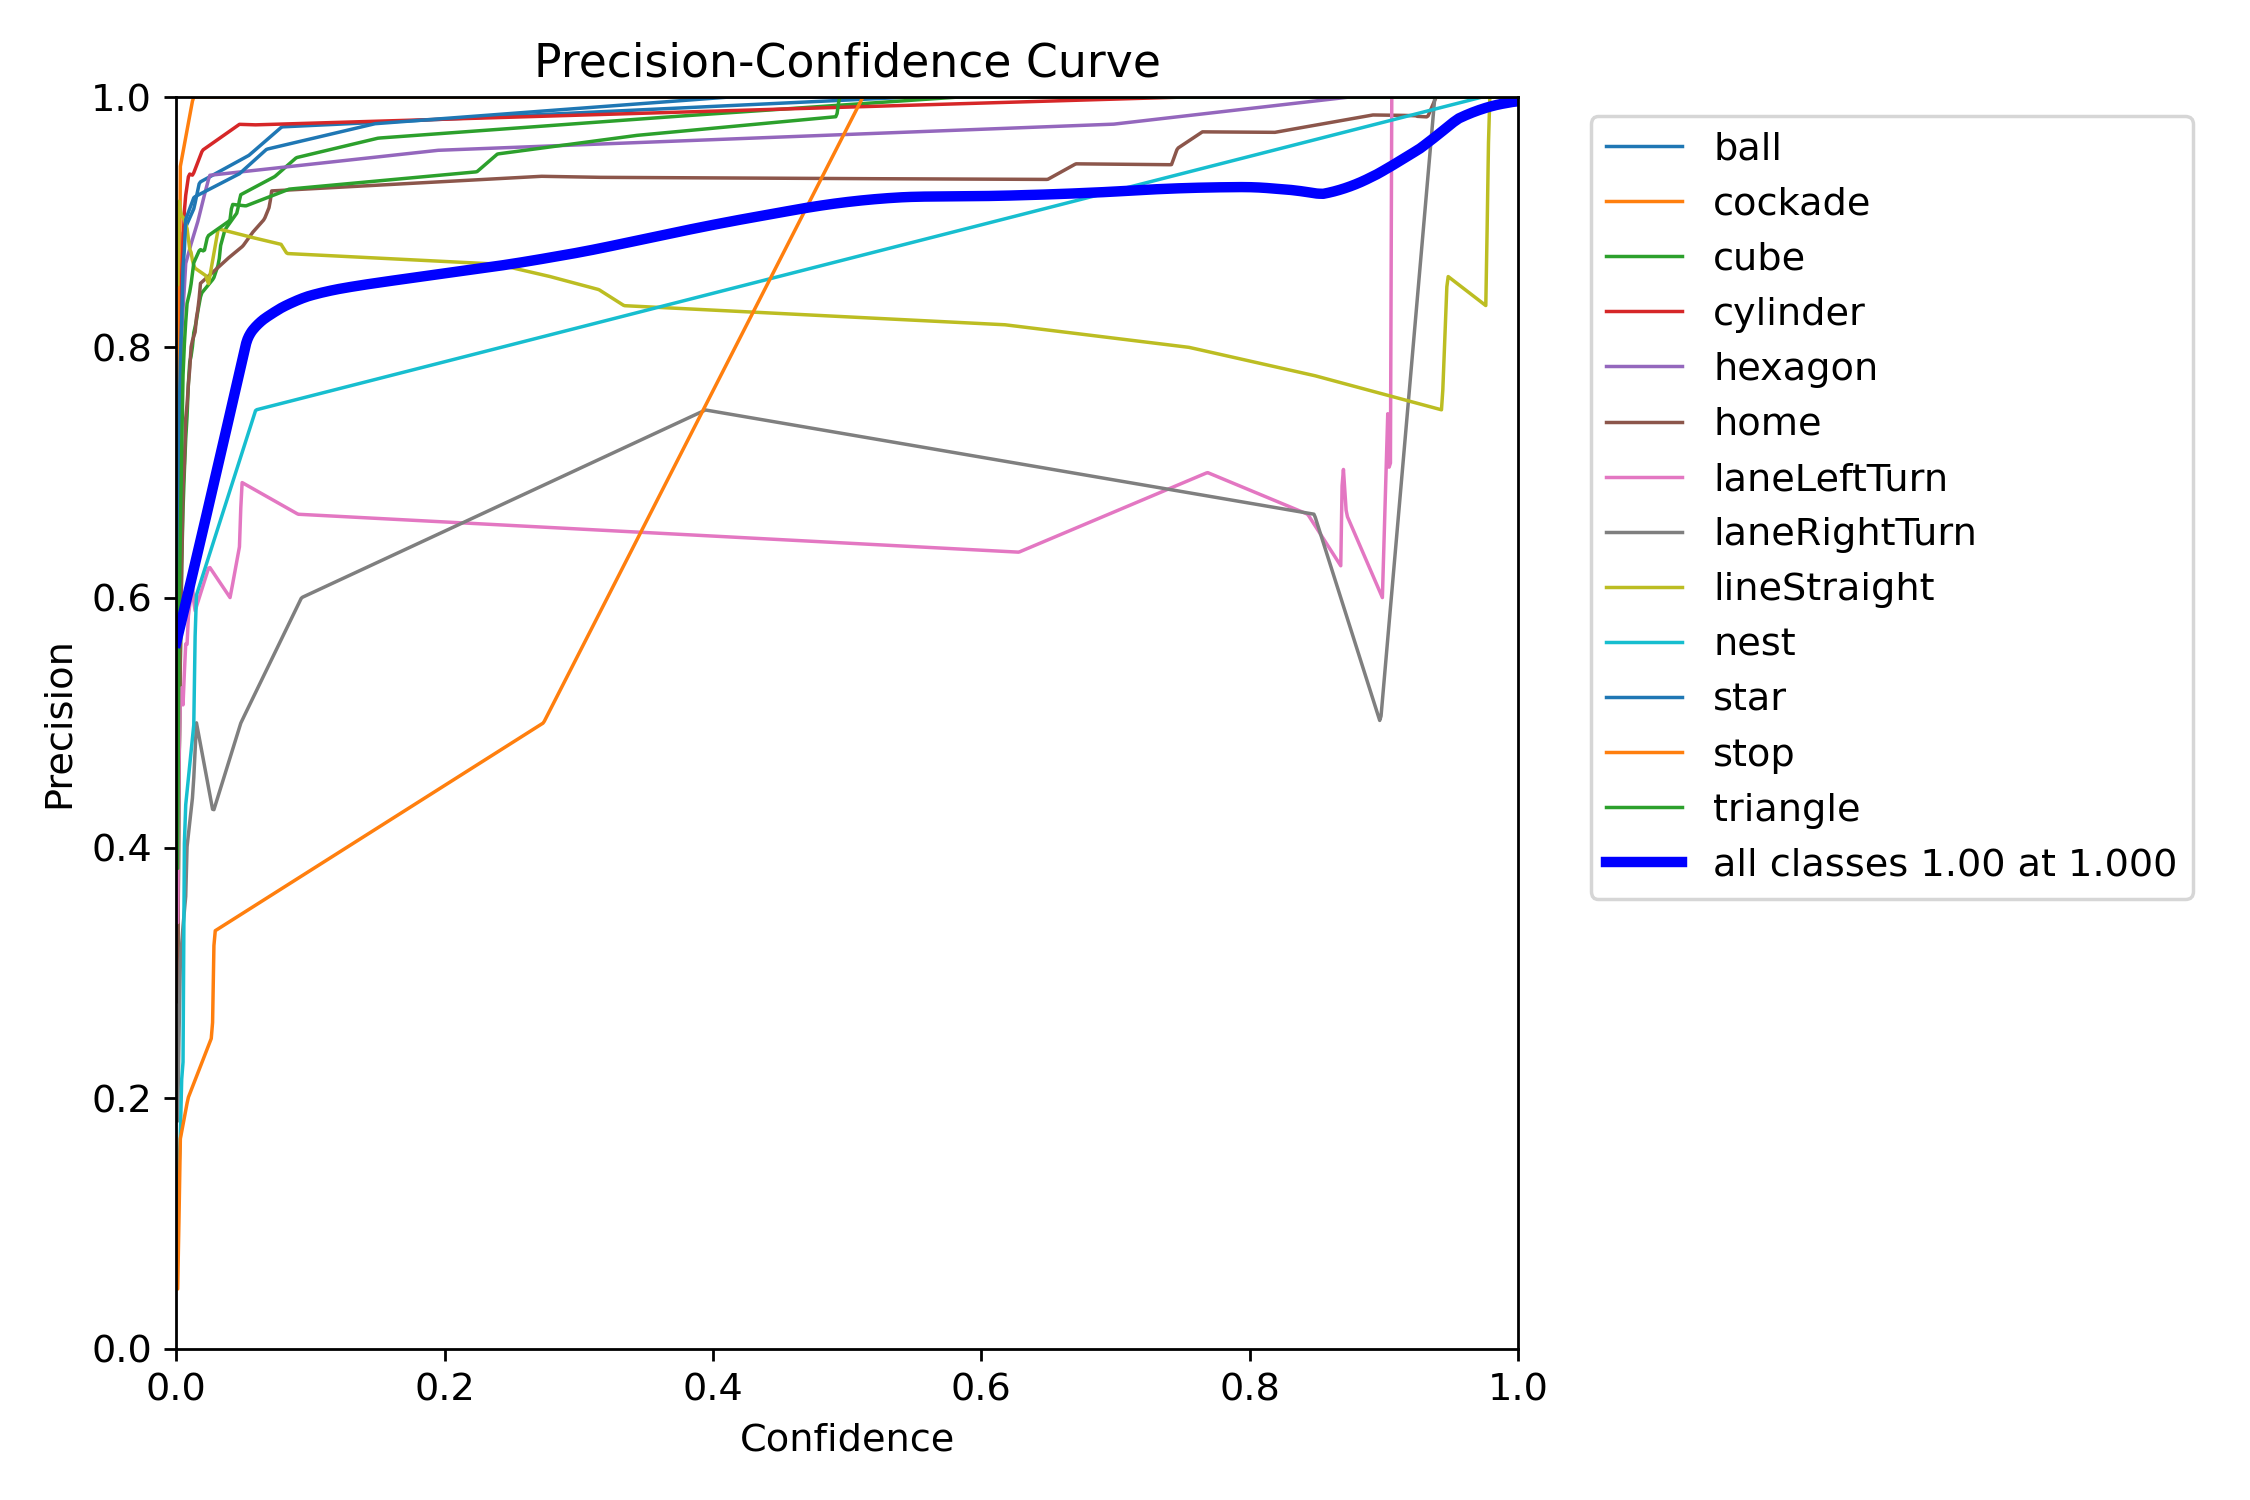 Precision-Confidence Curve
1.0
0.8
0.6
0.4
0.2
0.0
Precision
0.0 0.2 0.4 0.6 0.8 1.0
Confidence
ball
cockade
cube
cylinder
hexagon
home
laneLeftTurn
laneRightTurn
lineStraight
nest
star
stop
triangle
all classes 1.00 at 1.000